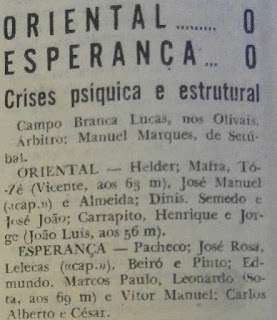 ORIENTAL......... 0
ESPERANÇA... 0
Crises psíquica e estrutural
Campo Branca Lucas, nos Olivais.
Árbitro; Manuel Marques, de Setú-
bal.
ORIENTAL — Helder; Mafra, Tó-
Zé (Vicente, aos 63 m), José Manuel
(«cap.») e Almeida; Dinis, Semedo e
José João; Carrapito, Henrique e Jor-
ge (João Luís, aos 56 m).
ESPERANÇA — Pacheco; José Rosa,
Lelecas («cap.»), Beiró e Pinto; Ed-
mundo, Marcos Paulo, Leonardo (So-
ta, aos 69 m) e Vítor Manuel; Carlos
Alberto e César.